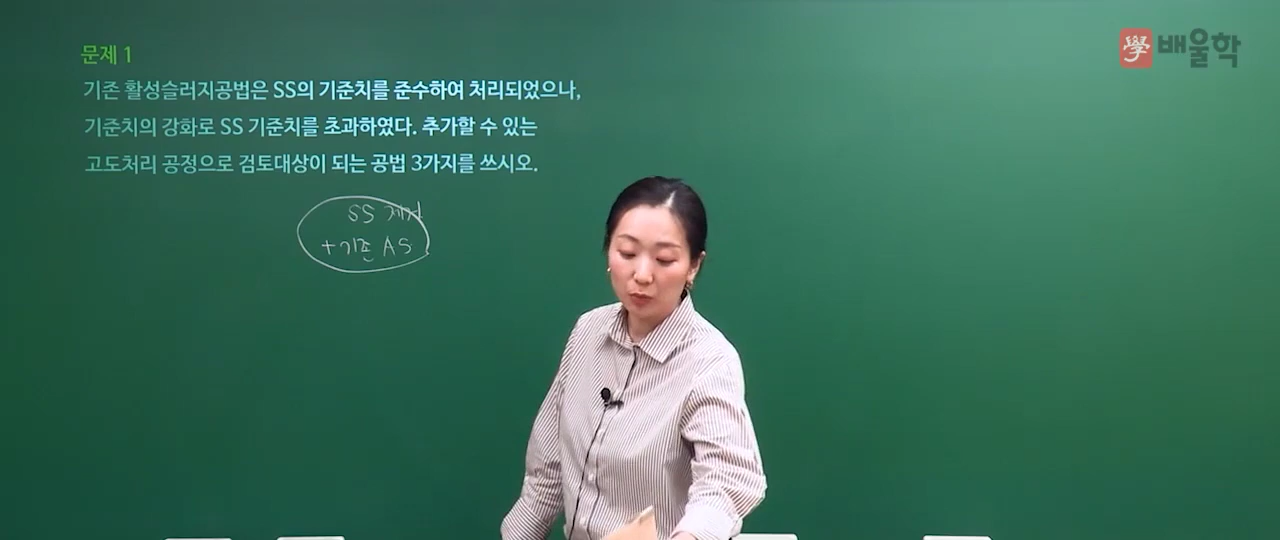 문제 1
기존 활성슬러지공법은 SS의 기준치를 준수하여 처리되었으나,
기준치의 강화로 SS 기준치를 초과하였다. 추가할 수 있는
고도처리 공정으로 검토대상이 되는 공법 3가지를 쓰시오.
SS 제거
+기존 AS
學 배울학